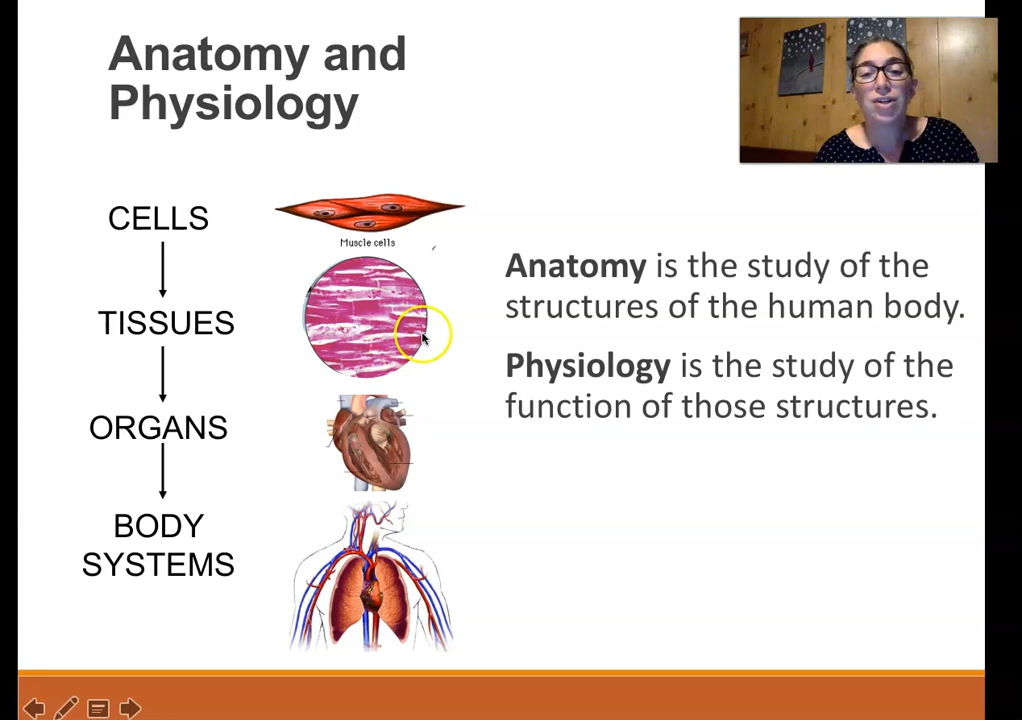 Anatomy and
Physiology
CELLS
Muscle cells
TISSUES
ORGANS
BODY
SYSTEMS
Anatomy is the study of the
structures of the human body.
Physiology is the study of the
function of those structures.